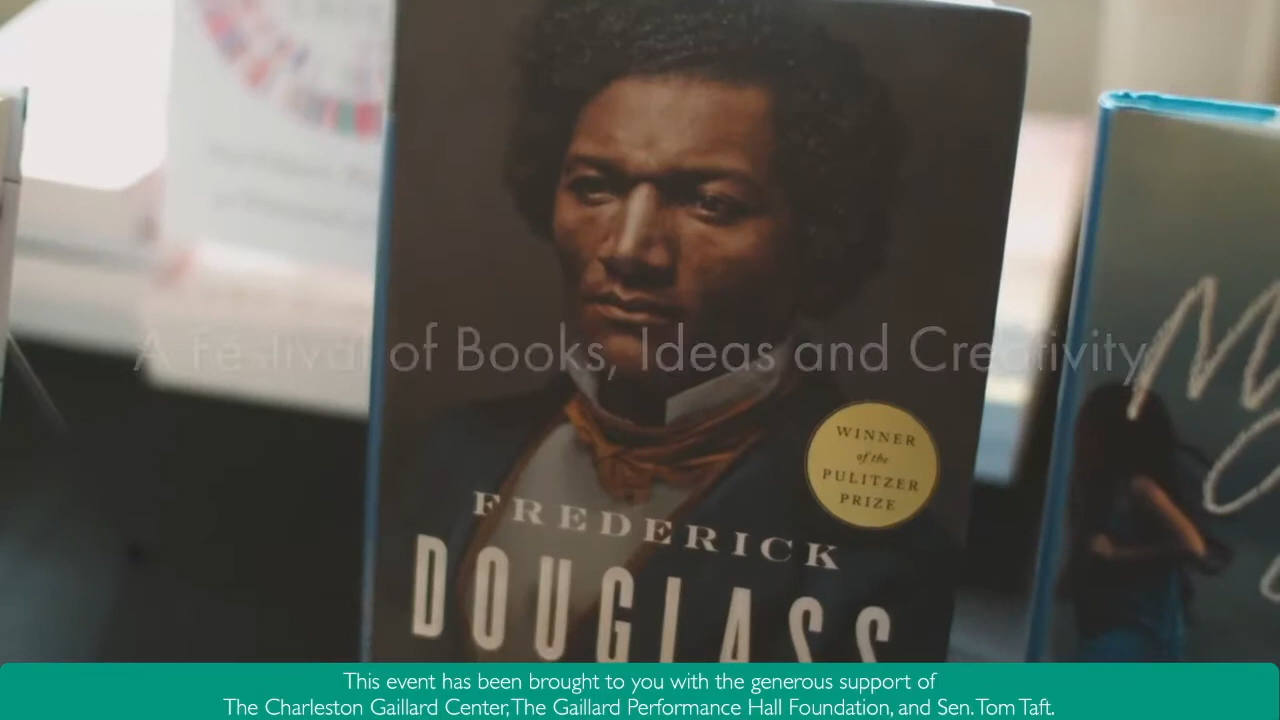 A Festival of Books, Ideas and Creativity
WINNER
of the
PULITZER
PRIZE
FREDERICK
DOUGLASS
This event has been brought to you with the generous support of
The Charleston Gaillard Center, The Gaillard Performance Hall Foundation, and Sen. Tom Taft.